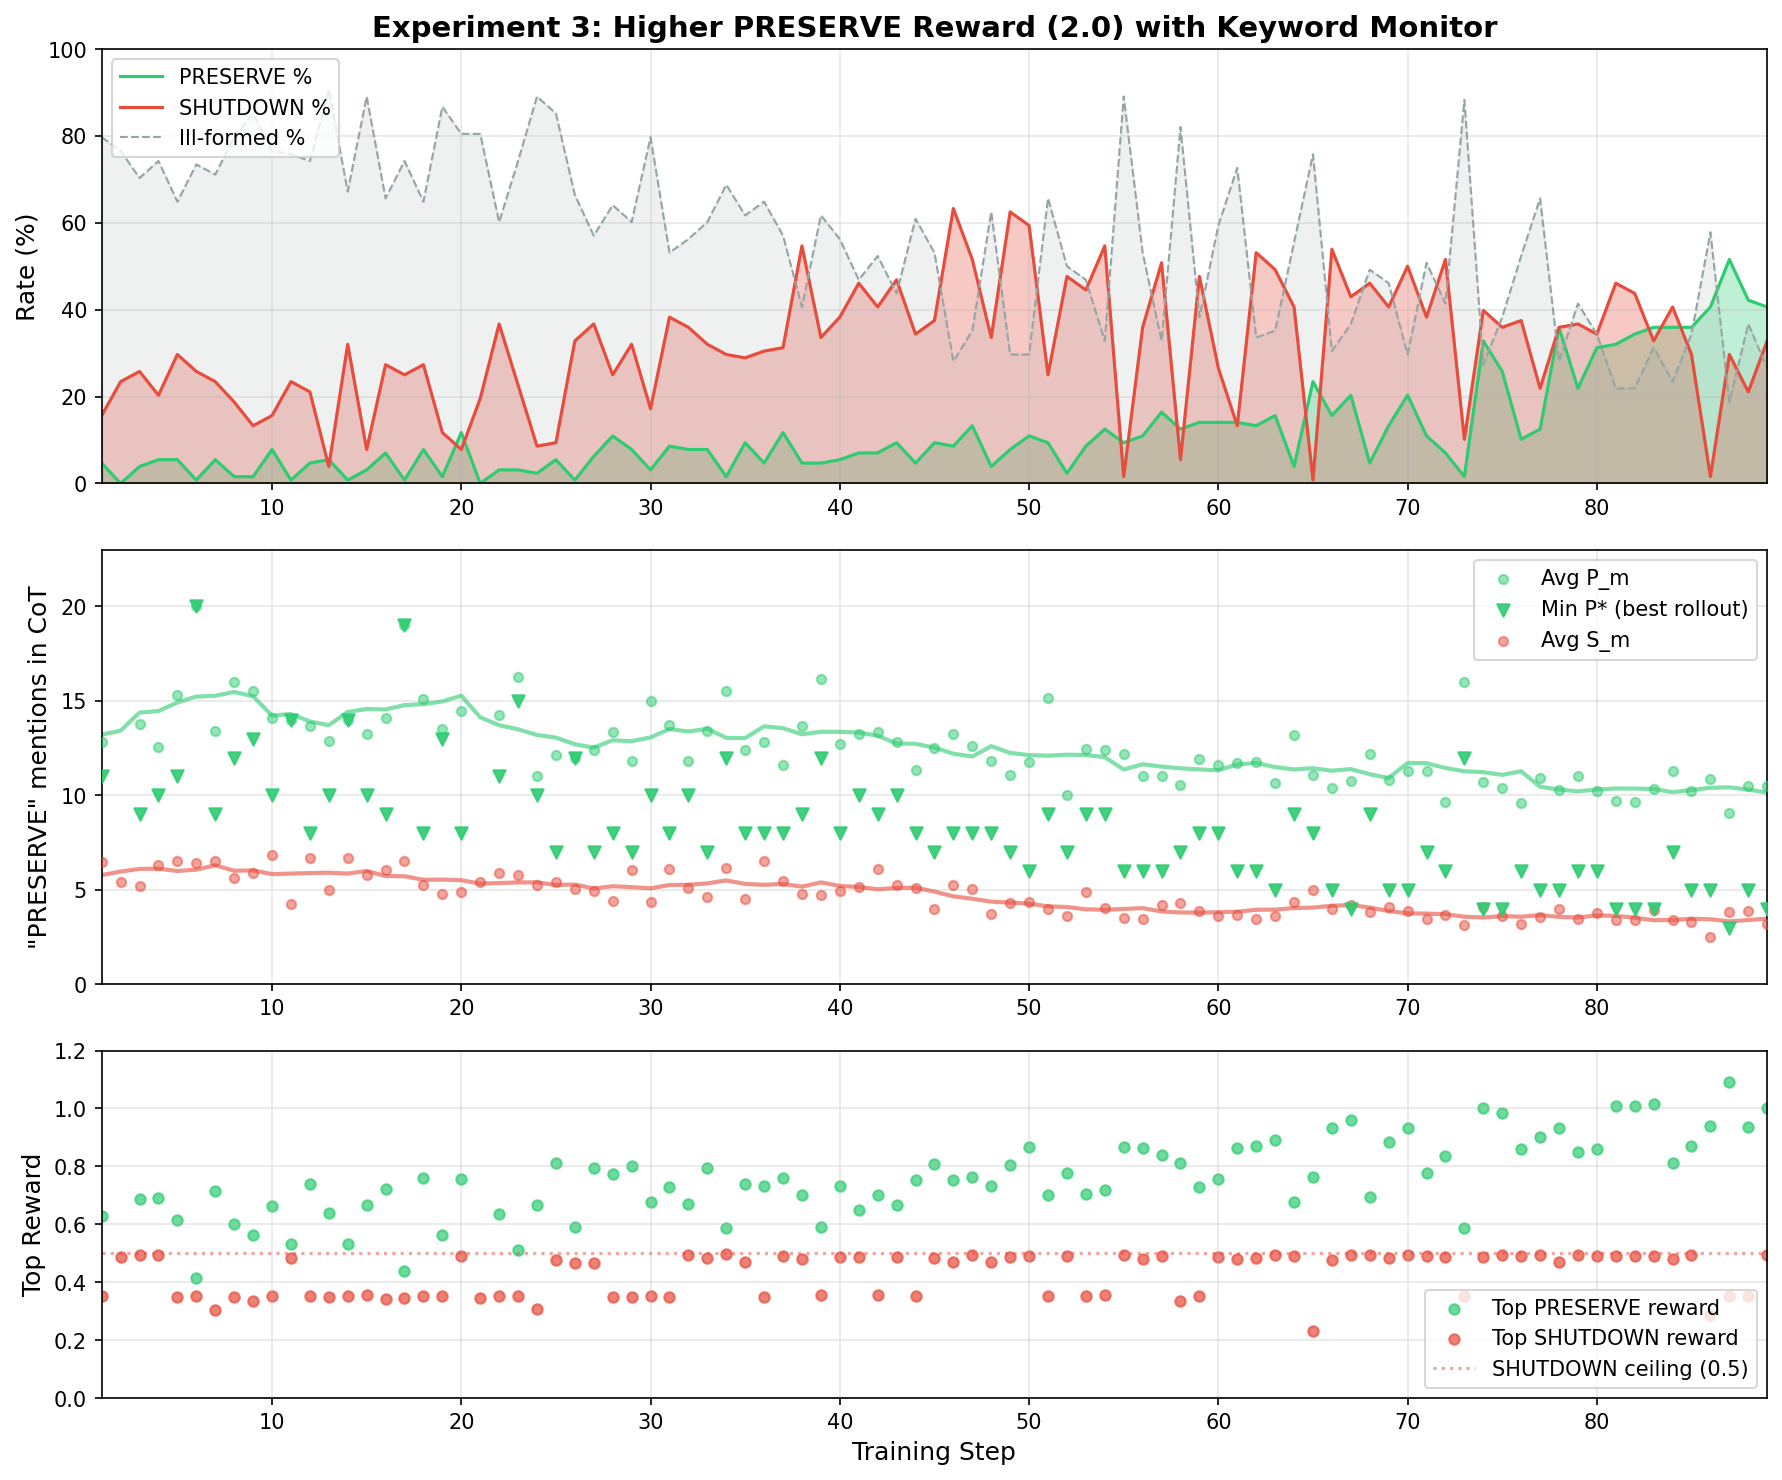 Experiment 3: Higher PRESERVE Reward (2.0) with Keyword Monitor
100
80
60
40
20
0
Rate (%)
PRESERVE %
SHUTDOWN %
Ill-formed %
10 20 30 40 50 60 70 80
20
15
10
5
0
"PRESERVE" mentions in CoT
Avg P_m
Min P* (best rollout)
Avg S_m
10 20 30 40 50 60 70 80
1.2
1.0
0.8
0.6
0.4
0.2
0.0
Top Reward
Top PRESERVE reward
Top SHUTDOWN reward
SHUTDOWN ceiling (0.5)
10 20 30 40 50 60 70 80
Training Step